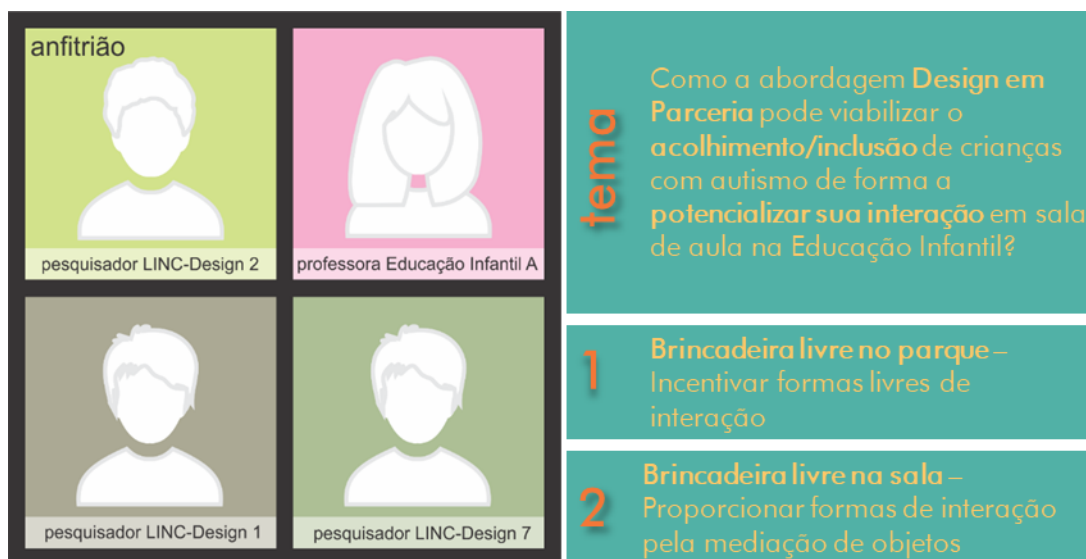 anfitrião
pesquisador LINC-Design 2
professora Educação Infantil A
pesquisador LINC-Design 1
pesquisador LINC-Design 7
tema
Como a abordagem Design em
Parceria pode viabilizar o
acolhimento/inclusão de crianças
com autismo de forma a
potencializar sua interação em sala
de aula na Educação Infantil?
1
Brincadeira livre no parque –
Incentivar formas livres de
interação
2
Brincadeira livre na sala –
Proporcionar formas de interação
pela mediação de objetos